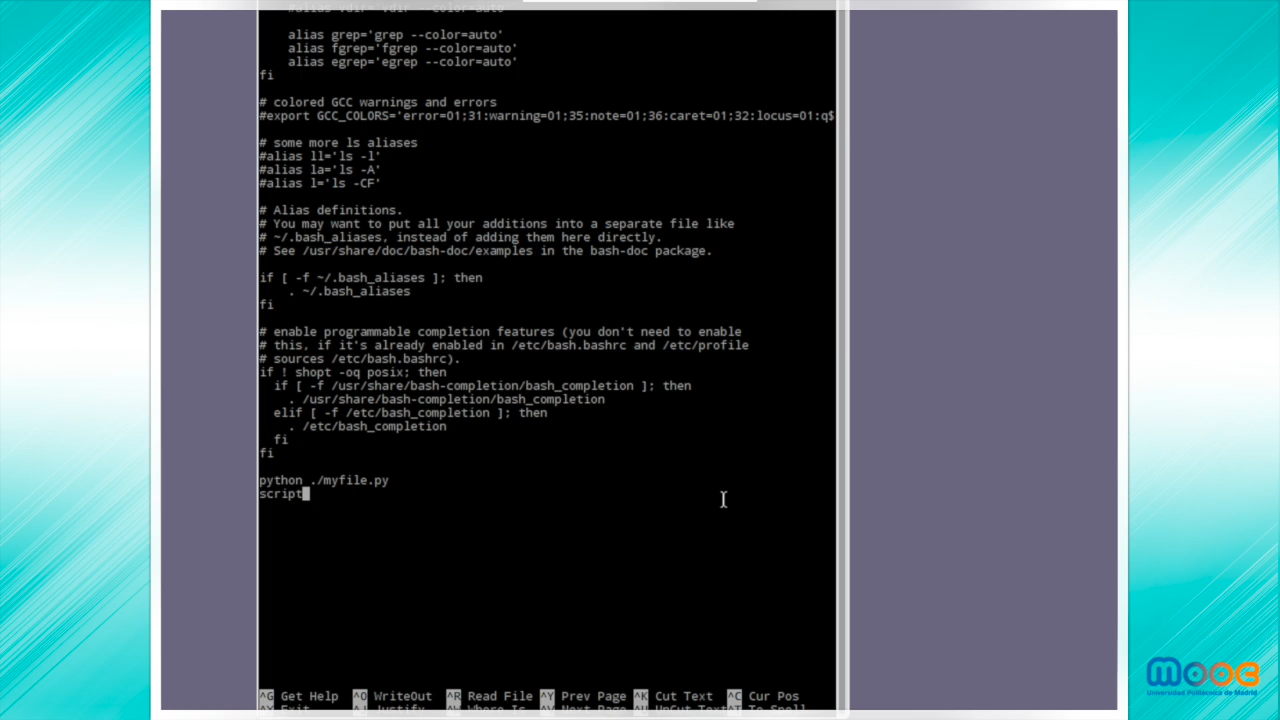 #alias vdir='vdir --color=auto'
alias grep='grep --color=auto'
alias fgrep='fgrep --color=auto'
alias egrep='egrep --color=auto'
fi
# colored GCC warnings and errors
#export GCC_COLORS='error=01;31:warning=01;35:note=01;36:caret=01;32:locus=01:q$
# some more ls aliases
#alias ll='ls -l'
#alias la='ls -A'
#alias l='ls -CF'
# Alias definitions.
# You may want to put all your additions into a separate file like
# ~/.bash_aliases, instead of adding them here directly.
# See /usr/share/doc/bash-doc/examples in the bash-doc package.
if [ -f ~/.bash_aliases ]; then
. ~/.bash_aliases
fi
# enable programmable completion features (you don't need to enable
# this, if it's already enabled in /etc/bash.bashrc and /etc/profile
# sources /etc/bash.bashrc).
if ! shopt -oq posix; then
if [ -f /usr/share/bash-completion/bash_completion ]; then
. /usr/share/bash-completion/bash_completion
elif [ -f /etc/bash_completion ]; then
. /etc/bash_completion
fi
fi
python ./myfile.py
script
^G Get Help ^O WriteOut ^R Read File ^Y Prev Page ^K Cut Text ^C Cur Pos
^X Exit ^J Justify ^W Where Is ^V Next Page ^U UnCut Text ^T To Spell
mooc
Universidad Politécnica de Madrid